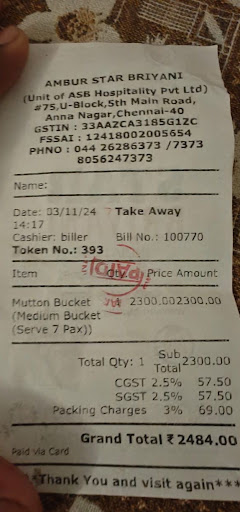 AMBUR STAR BRIYANI
(Unit of ASB Hospitality Pvt Ltd)
#75,U-Block,5th Main Road,
Anna Nagar,Chennai-40
GSTIN : 33AAZCA3185G1ZC
FSSAI : 12418002005654
PHNO : 044 26286373 /7373
8056247373
Name:
Date: 03/11/24 Take Away
14:17
Cashier: biller Bill No.: 100770
Token No.: 393
Item Qty. Price Amount
PAID
Mutton Bucket 2300.00 2300.00
(Medium Bucket
(Serve 7 Pax))
Total Qty: 1 Sub Total 2300.00
CGST 2.5% 57.50
SGST 2.5% 57.50
Packing Charges 3% 69.00
Grand Total ₹ 2484.00
Paid via Card
Thank You and visit again***